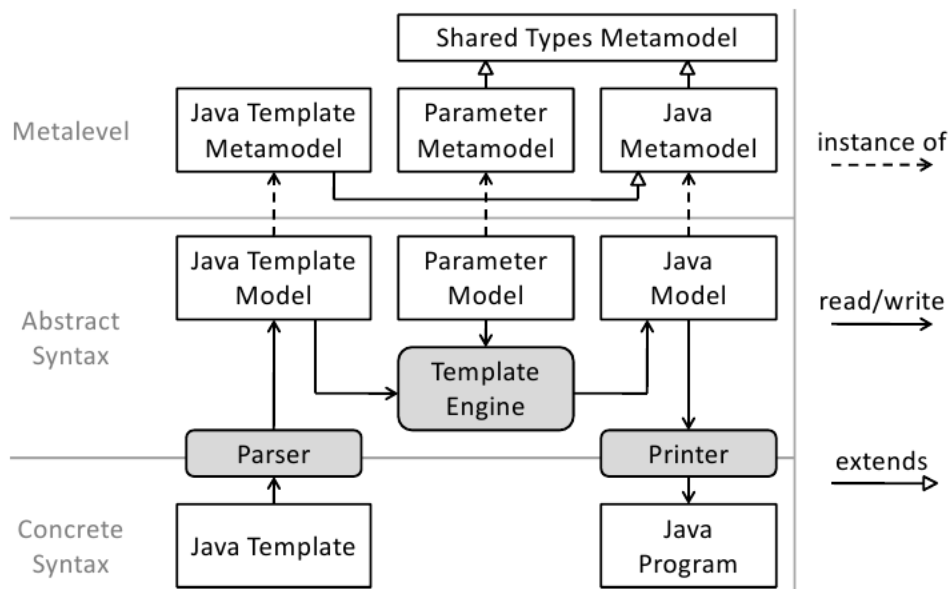 Shared Types Metamodel
Metalevel
Java Template
Metamodel
Parameter
Metamodel
Java
Metamodel
instance of
Abstract
Syntax
Java Template
Model
Parameter
Model
Java
Model
read/write
Template
Engine
Parser
Printer
extends
Concrete
Syntax
Java Template
Java
Program